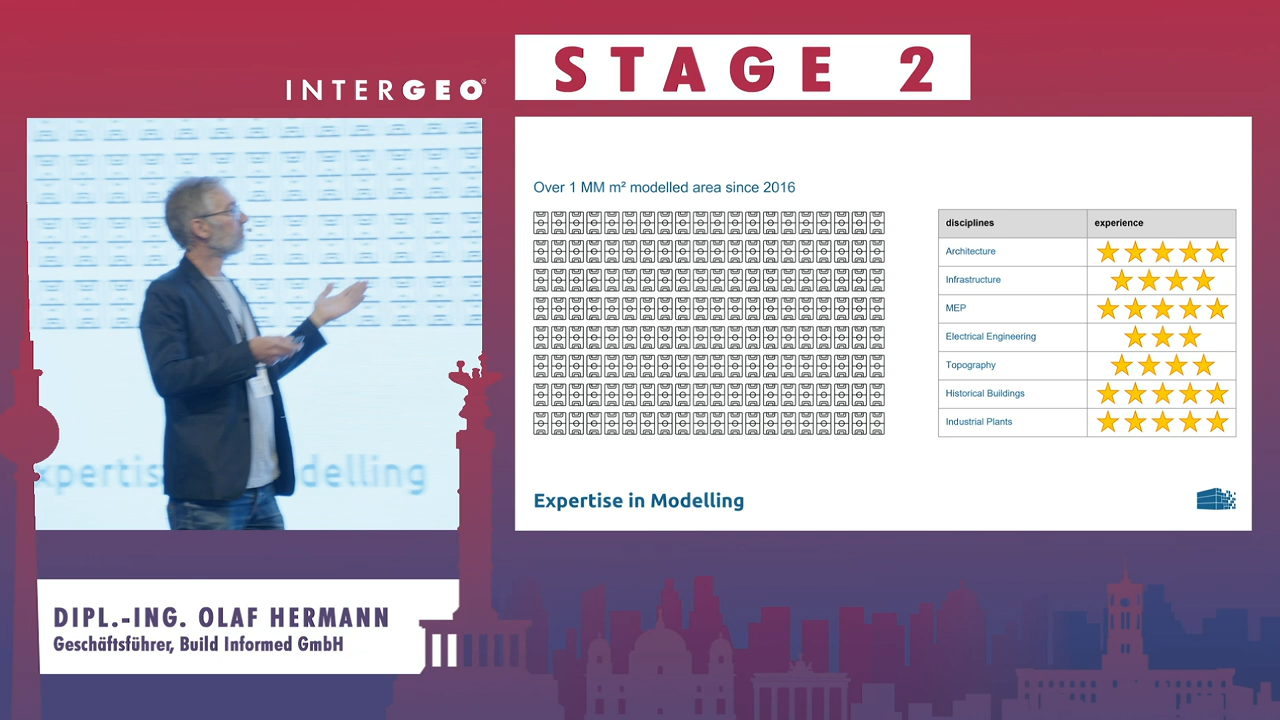 STAGE 2
INTERGEO®
Over 1 MM m² modelled area since 2016
disciplines experience
Architecture
Infrastructure
MEP
Electrical Engineering
Topography
Historical Buildings
Industrial Plants
Expertise in Modelling
xpertis delling
DIPL.-ING. OLAF HERMANN
Geschäftsführer, Build Informed GmbH